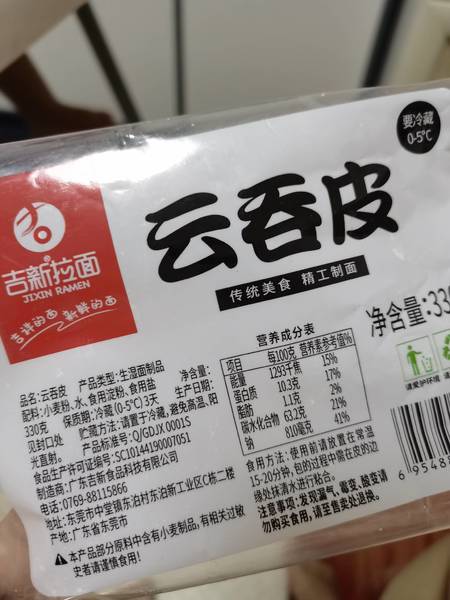 要冷藏
0-5°C
云吞皮
吉新拉面
JIXIN RAMEN
吉祥的面 新鲜的面
传统美食 精工制面
净含量:330
营养成分表
项目 每100克 营养素参考值%
能量 1293千焦 15%
蛋白质 10.3克 17%
脂肪 1.1克 2%
碳水化合物 63.2克 21%
钠 810毫克 41%
请爱护环境
品名:云吞皮 产品类型:生湿面制品
配料:小麦粉、水、食用淀粉、食用盐 净含量:
330克 保质期:冷藏(0-5℃)3天 生产日期:
见封口处 贮藏方法:请置于冷藏,避免高温、阳
光直射。 产品标准号:Q/GDJX 0001S
食品生产许可证编号:SC10144190007051
制造商:广东吉新食品科技有限公司
电话:0769-88115866
地址:东莞市中堂镇东泊村东泊新工业区C栋二楼
产地:广东省东莞市
本产品部分原料中含有小麦制品,有相关过敏
史者请谨慎食用!
食用方法:使用前请放置在常温
15-20分钟,包的过程中需在皮的边
缘处抹清水进行粘合。
注意事项:发现漏气、霉变、酸变请
勿购买食用,请至售卖处退换。
6 9548